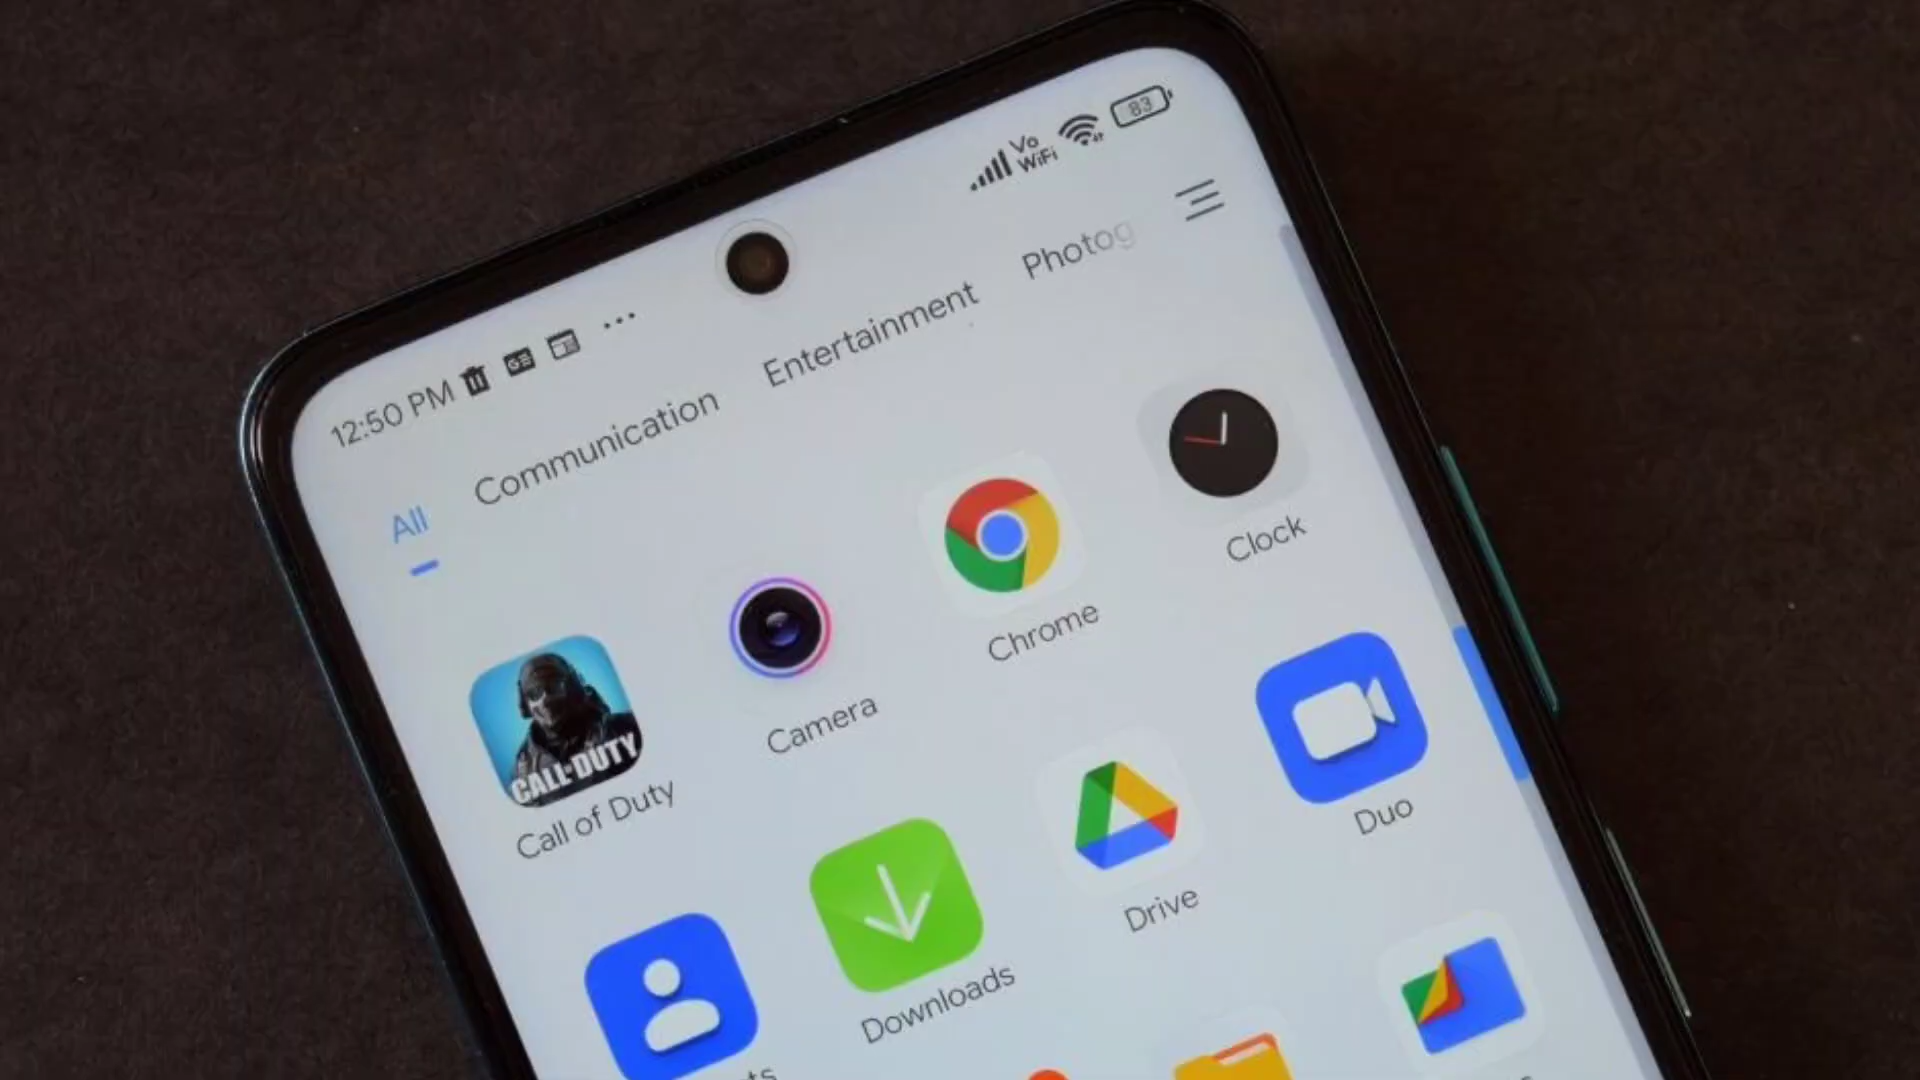 12:50 PM
Vo
WiFi
83
All
Communication
Entertainment
Photog
CALL OF DUTY
Call of Duty
Camera
Chrome
Clock
Downloads
Drive
Duo